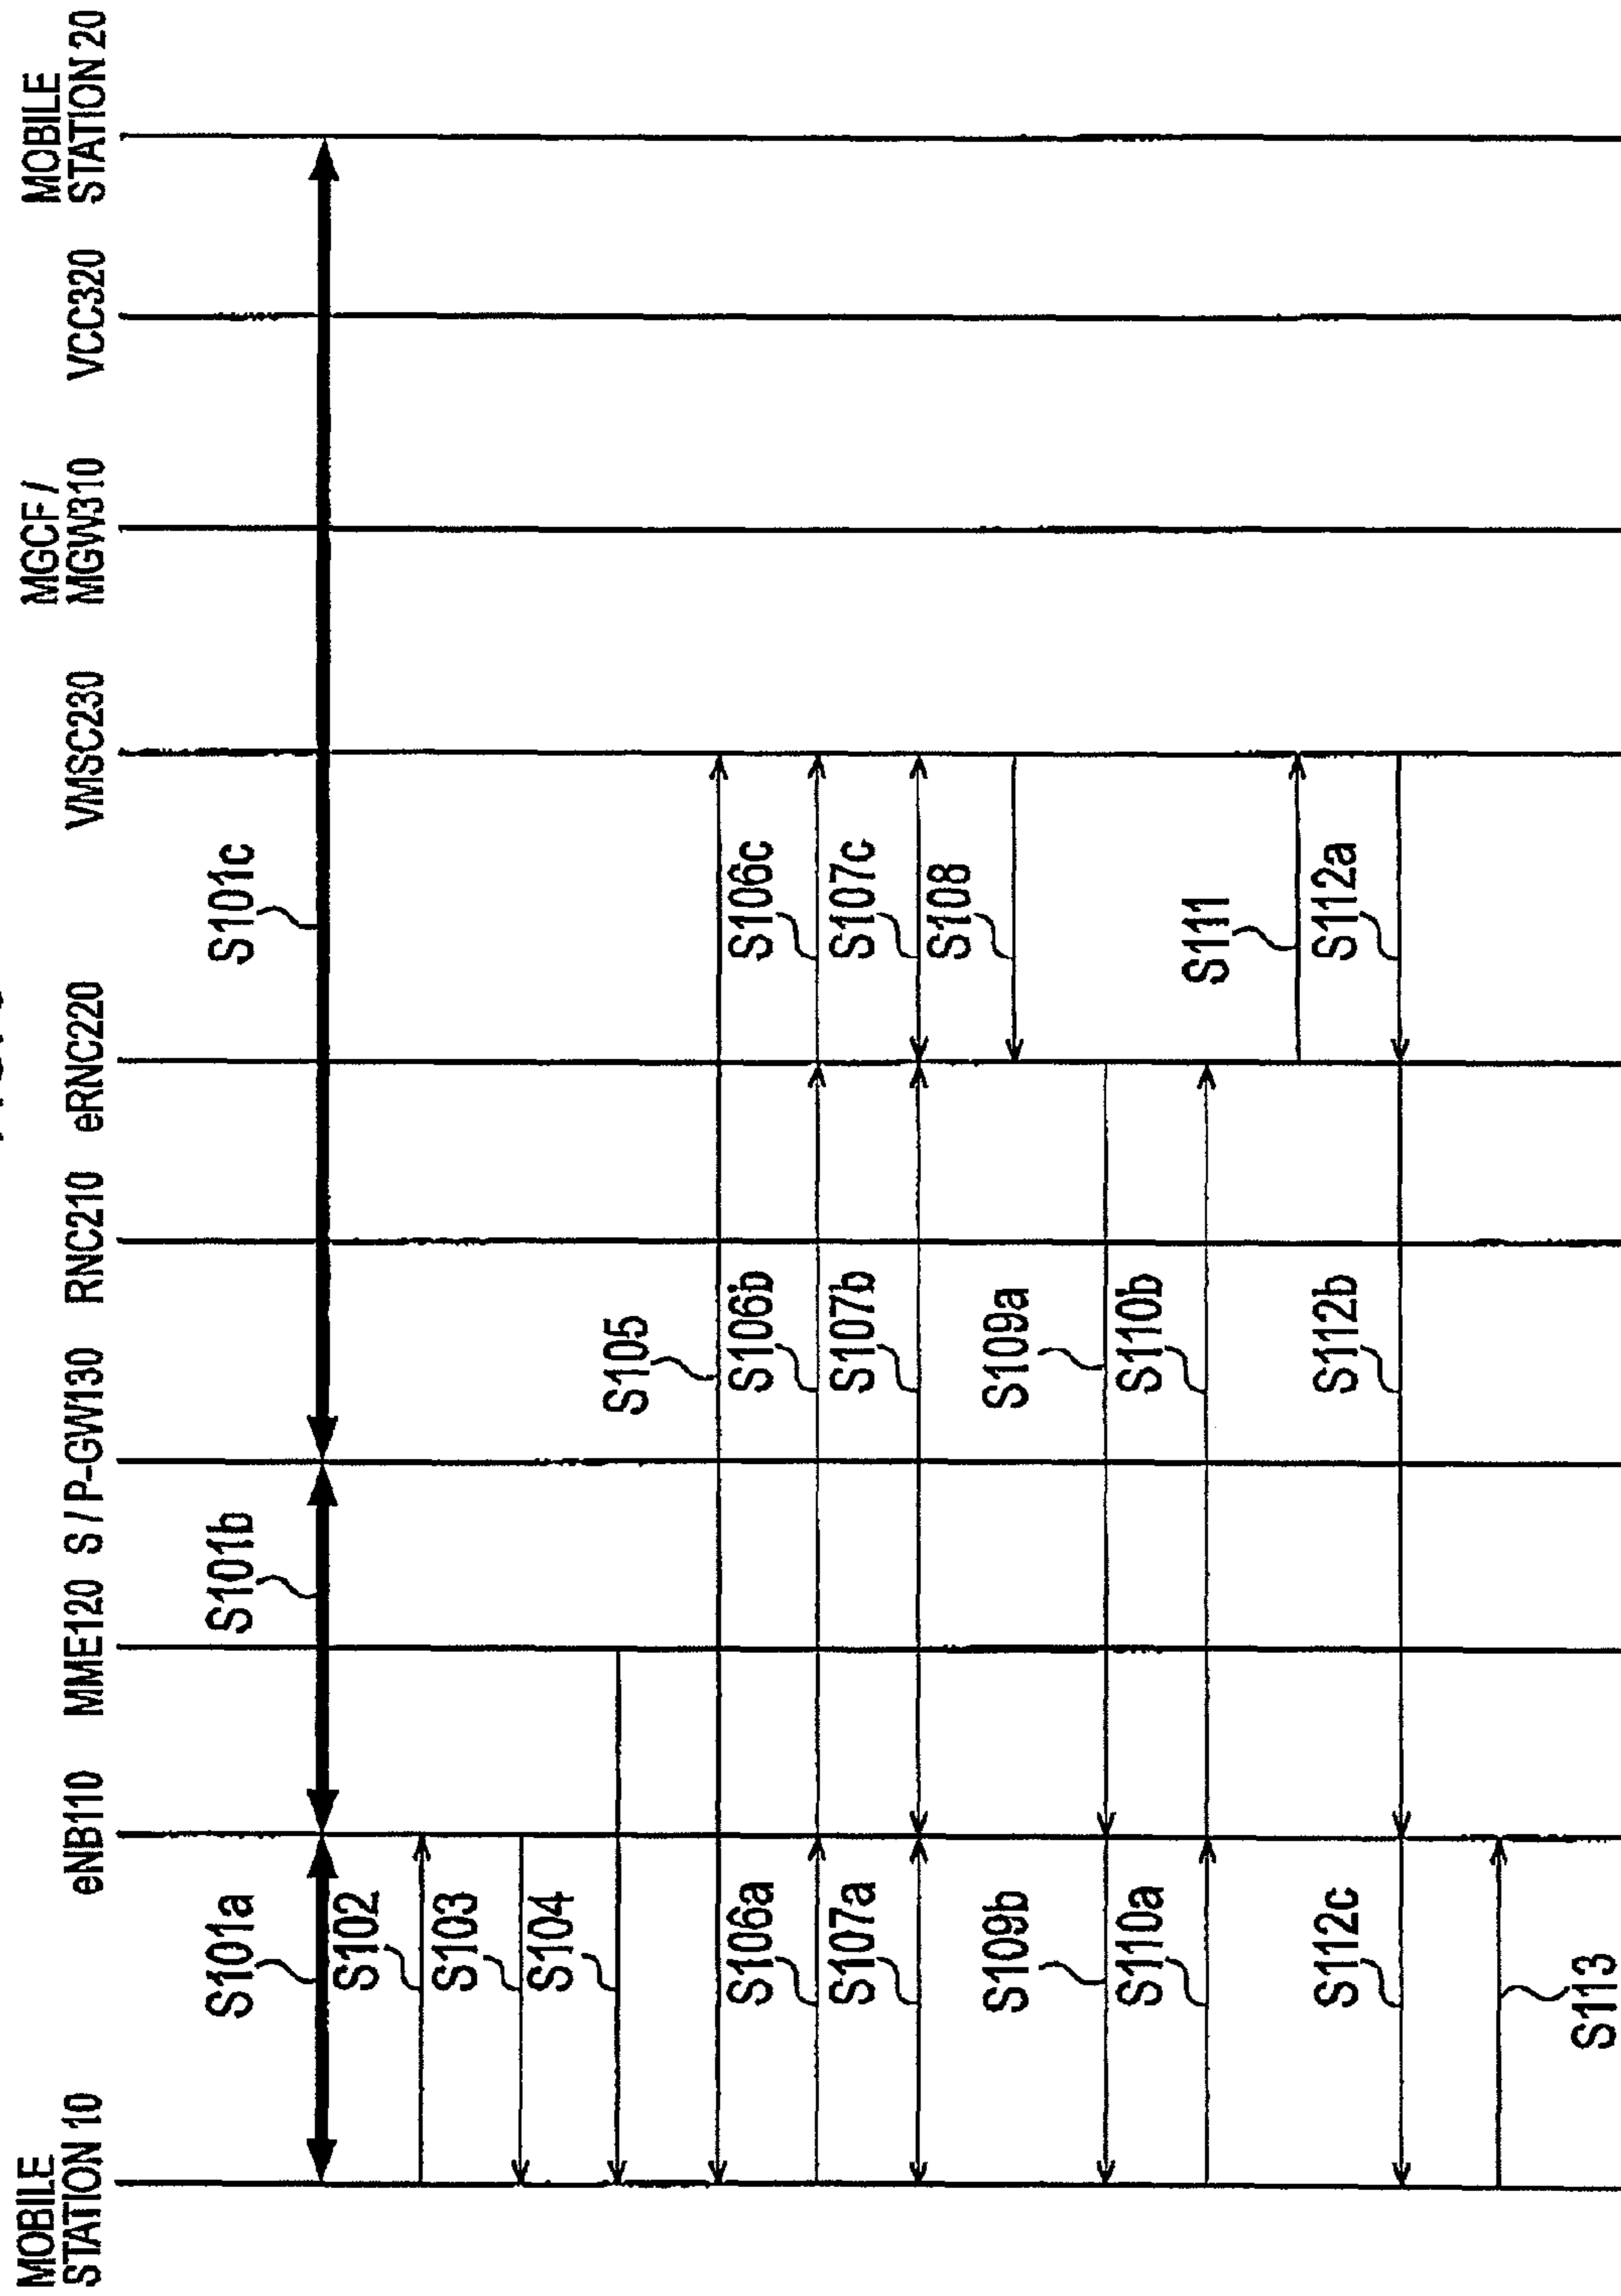 MOBILE
STATION 10
eNB110
MME120
S / P-GW130
RNC210
eRNC220
VMSC230
MGCF /
MGW310
VCC320
MOBILE
STATION 20
S101a
S101b
S101c
S102
S103
S104
S105
S106a
S106b
S106c
S107a
S107b
S107c
S108
S109a
S109b
S110a
S110b
S111
S112a
S112b
S112c
S113